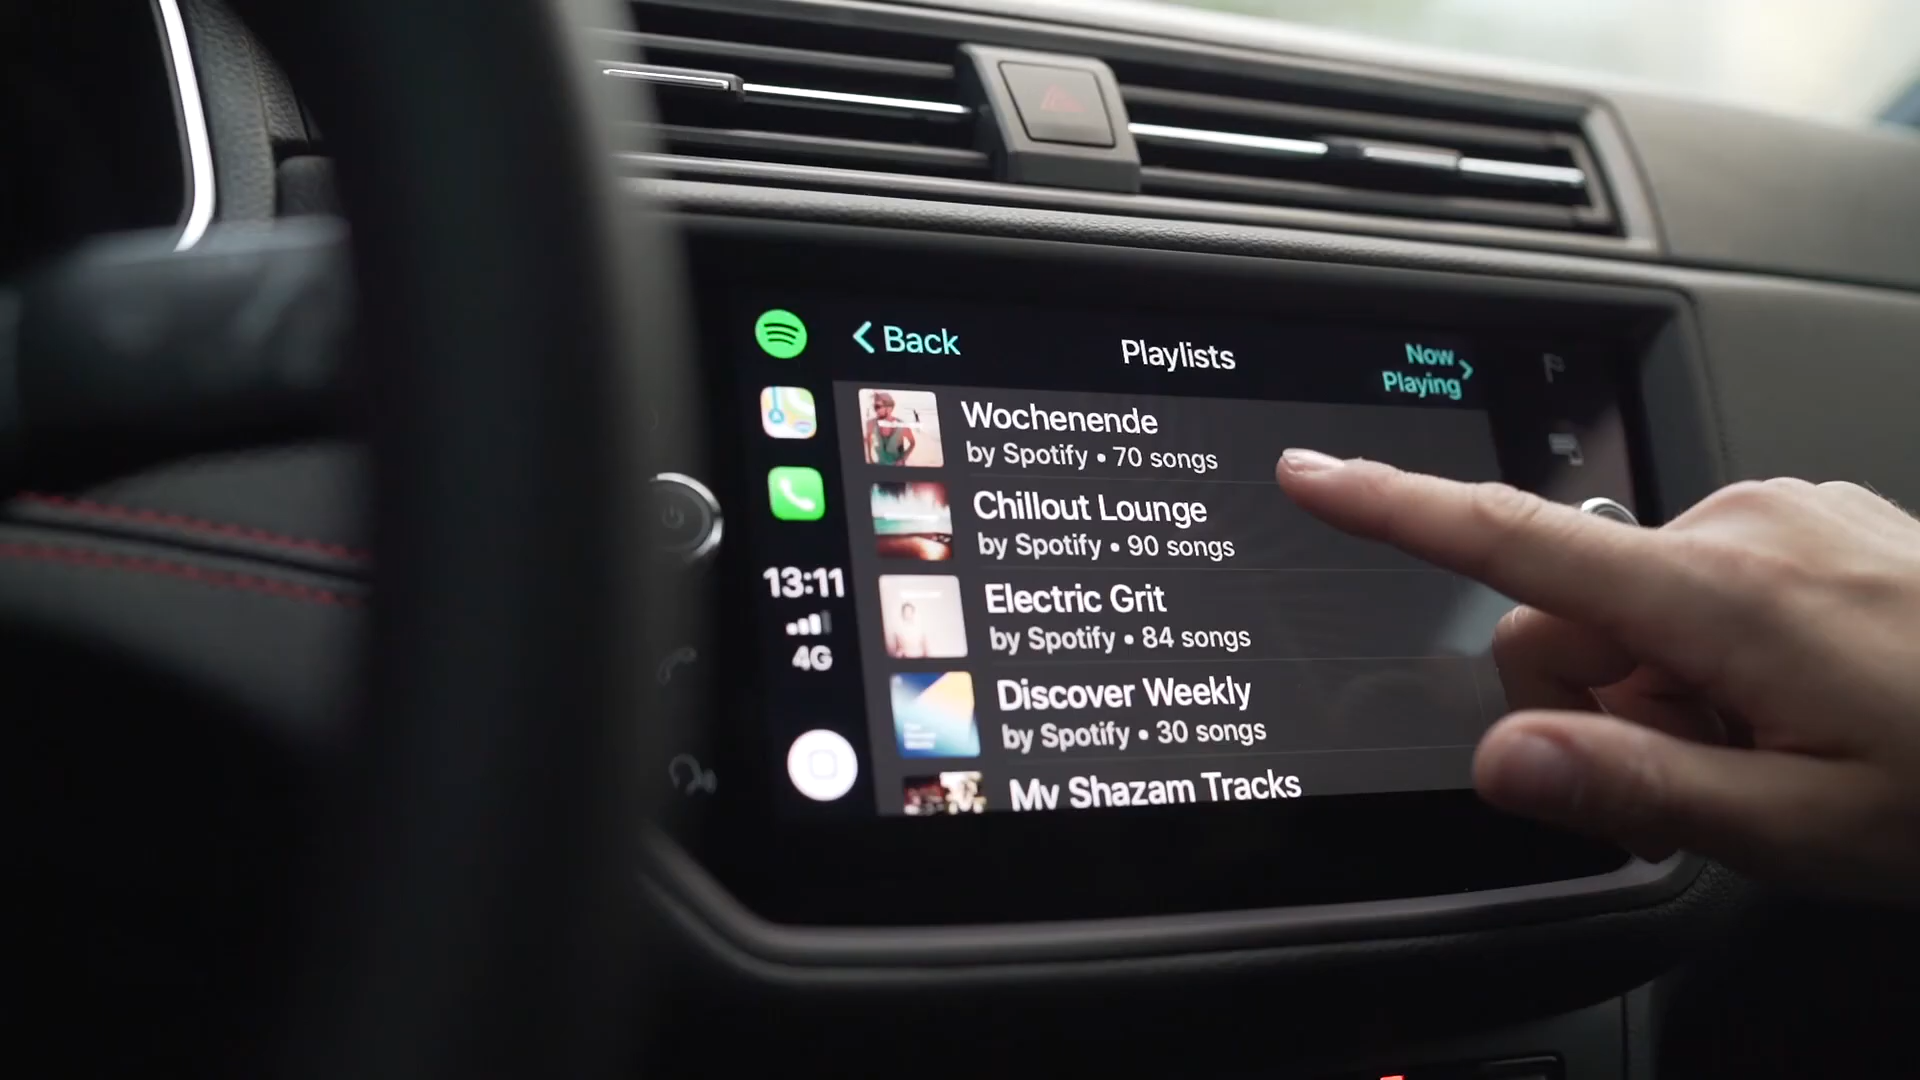 Back
Playlists
Now
Playing
Wochenende
by Spotify • 70 songs
Chillout Lounge
by Spotify • 90 songs
Electric Grit
by Spotify • 84 songs
Discover Weekly
by Spotify • 30 songs
My Shazam Tracks
13:11
4G